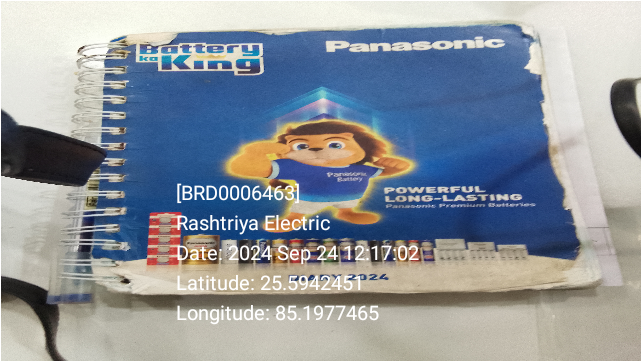 Battery
ka King
Panasonic
Panasonic
Battery
POWERFUL
LONG-LASTING
Panasonic Premium Batteries
[BRD0006463]
Rashtriya Electric
Date: 2024 Sep 24 12:17:02
2024
Latitude: 25.5942451
Longitude: 85.1977465